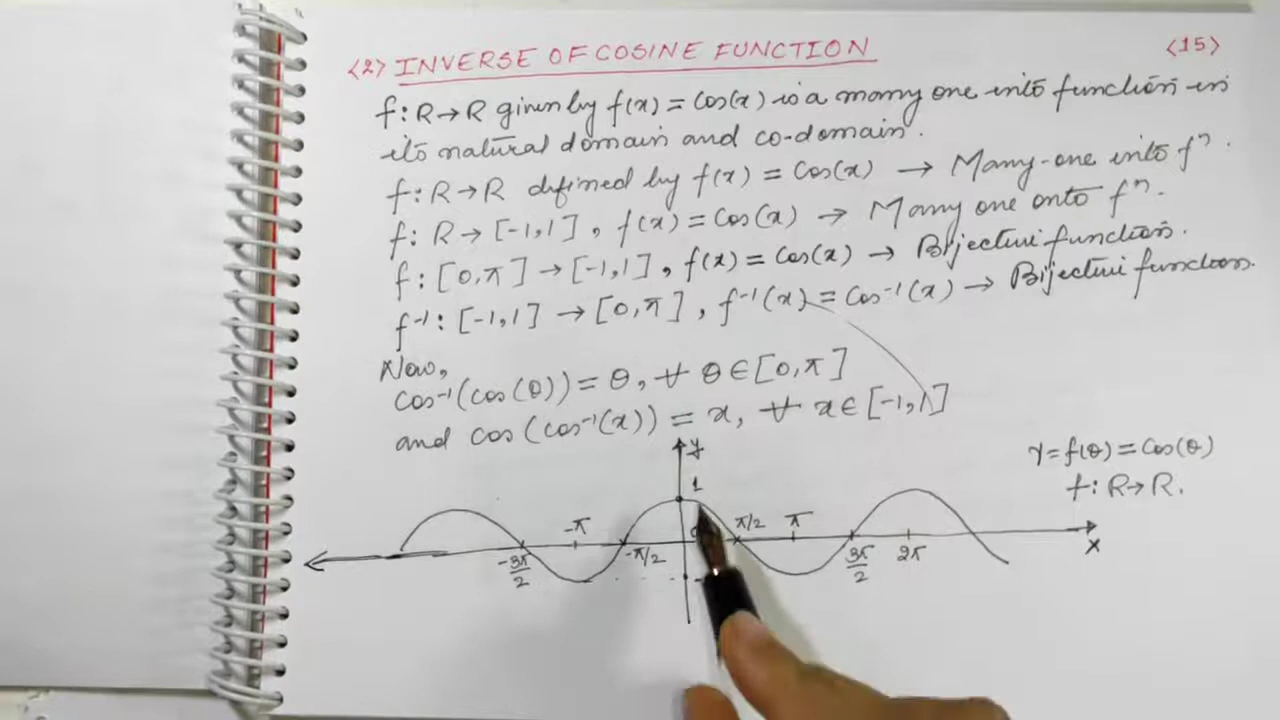 <2> INVERSE OF COSINE FUNCTION
<15>
f: R→R given by f(x) = Cos(x) is a many one into function in
its natural domain and co-domain.
f: R→R defined by f(x) = Cos(x) → Many-one into fⁿ.
f: R→[-1,1], f(x) = Cos(x) → Many one onto fⁿ.
f: [0,π]→[-1,1], f(x) = Cos(x) → Bijective function.
f⁻¹: [-1,1]→[0,π], f⁻¹(x) = Cos⁻¹(x) → Bijective function.
Now,
cos⁻¹(cos(θ)) = θ, ∀ θ∈[0,π]
and cos(cos⁻¹(x)) = x, ∀ x∈[-1,1]
y
Y=f(θ)=Cos(θ)
f: R→R.
1
-π
π/2
π
-3π/2
-π/2
3π/2
2π
X